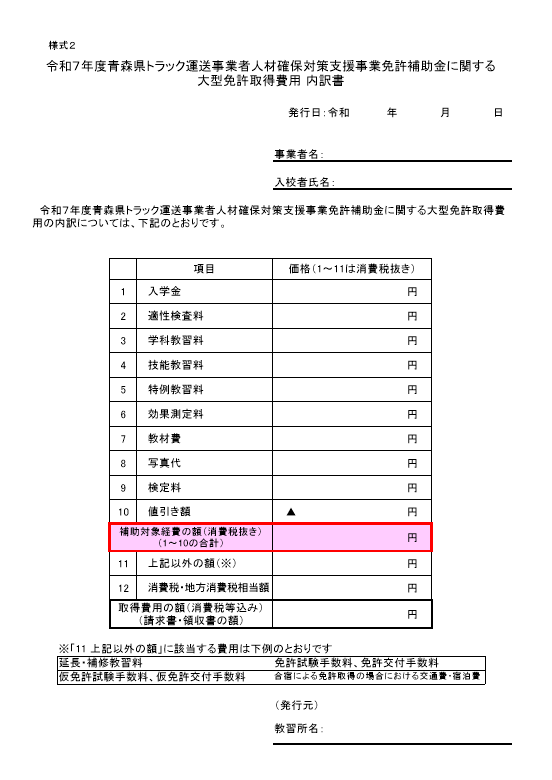 様式２
令和７年度青森県トラック運送事業者人材確保対策支援事業免許補助金に関する
大型免許取得費用 内訳書
発行日：令和　　　年　　　月　　　日
事業者名：
入校者氏名：
令和７年度青森県トラック運送事業者人材確保対策支援事業免許補助金に関する大型免許取得費
用の内訳については、下記のとおりです。
項目 価格（1～11は消費税抜き）
1 入学金 円
2 適性検査料 円
3 学科教習料 円
4 技能教習料 円
5 特例教習料 円
6 効果測定料 円
7 教材費 円
8 写真代 円
9 検定料 円
10 値引き額 ▲ 円
補助対象経費の額（消費税抜き）
（1～10の合計） 円
11 上記以外の額（※） 円
12 消費税・地方消費税相当額 円
取得費用の額（消費税等込み）
（請求書・領収書の額） 円
※「11 上記以外の額」に該当する費用は下例のとおりです
延長・補修教習料 免許試験手数料、免許交付手数料
仮免許試験手数料、仮免許交付手数料 合宿による免許取得の場合における交通費・宿泊費
（発行元）
教習所名：